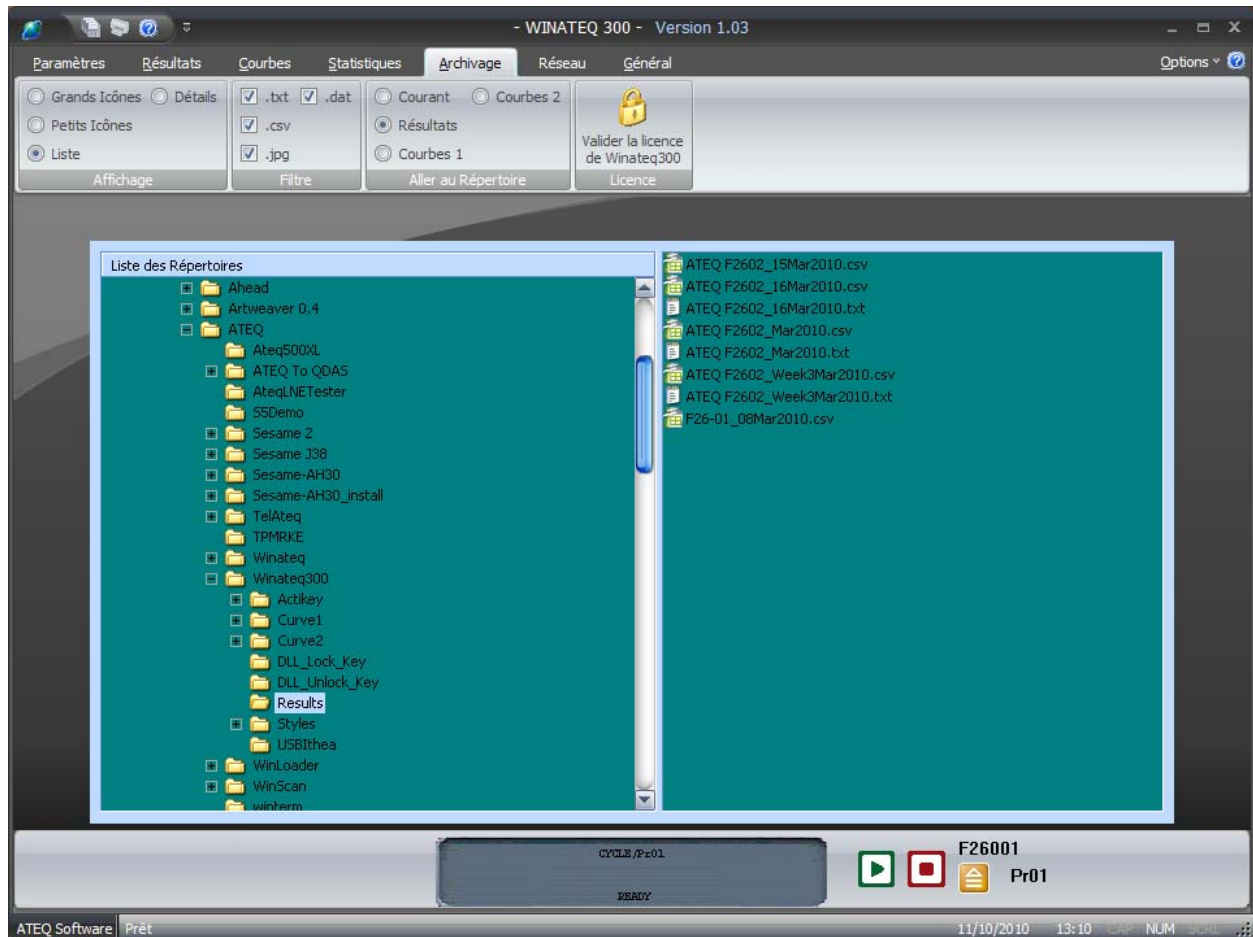 - WINATEQ 300 - Version 1.03
Paramètres Résultats Courbes Statistiques Archivage Réseau Général Options
Grands Icônes Détails
Petits Icônes
Liste
Affichage
.txt .dat
.csv
.jpg
Filtre
Courant Courbes 2
Résultats
Courbes 1
Aller au Répertoire
Valider la licence
de Winateq300
Licence
Liste des Répertoires
Ahead
Artweaver 0.4
ATEQ
Ateq500XL
ATEQ To QDAS
AteqLNETester
S5Demo
Sesame 2
Sesame J38
Sesame-AH30
Sesame-AH30_install
TelAteq
TPMRKE
Winateq
Winateq300
Actikey
Curve1
Curve2
DLL_Lock_Key
DLL_Unlock_Key
Results
Styles
USBIthea
WinLoader
WinScan
winterm
ATEQ F2602_15Mar2010.csv
ATEQ F2602_16Mar2010.csv
ATEQ F2602_16Mar2010.txt
ATEQ F2602_Mar2010.csv
ATEQ F2602_Mar2010.txt
ATEQ F2602_Week3Mar2010.csv
ATEQ F2602_Week3Mar2010.txt
F26-01_08Mar2010.csv
CYCLE/Pr01
READY
F26001
Pr01
ATEQ Software Prêt 11/10/2010 13:10 CAP NUM SCRL